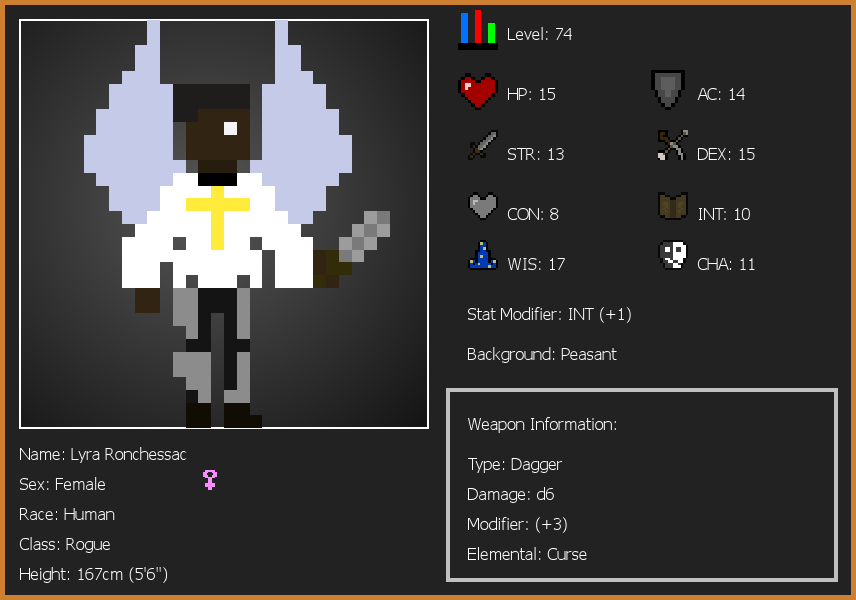 Level: 74
HP: 15
AC: 14
STR: 13
DEX: 15
CON: 8
INT: 10
WIS: 17
CHA: 11
Stat Modifier: INT (+1)
Background: Peasant
Weapon Information:
Type: Dagger
Damage: d6
Modifier: (+3)
Elemental: Curse
Name: Lyra Ronchessac
Sex: Female
Race: Human
Class: Rogue
Height: 167cm (5'6")